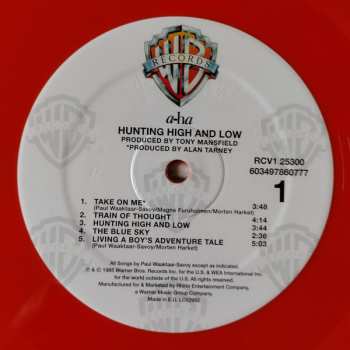 WB
RECORDS
a-ha
HUNTING HIGH AND LOW
PRODUCED BY TONY MANSFIELD
*PRODUCED BY ALAN TARNEY
RCV1 25300
603497860777
1
1. TAKE ON ME* 3:48
(Paul Waaktaar-Savoy/Magne Furuholmen/Morten Harket)
2. TRAIN OF THOUGHT 4:14
3. HUNTING HIGH AND LOW 3:44
4. THE BLUE SKY 2:36
5. LIVING A BOY'S ADVENTURE TALE 5:03
(Paul Waaktaar-Savoy/Morten Harket)
All Songs by Paul Waaktaar-Savoy except as indicated.
℗ & © 1985 Warner Bros. Records Inc. for the U.S. & WEA International Inc.
for the world outside of the U.S. All rights reserved.
Manufactured for & Marketed by Rhino Entertainment Company,
a Warner Music Group Company.
Made in E.U. LC02982